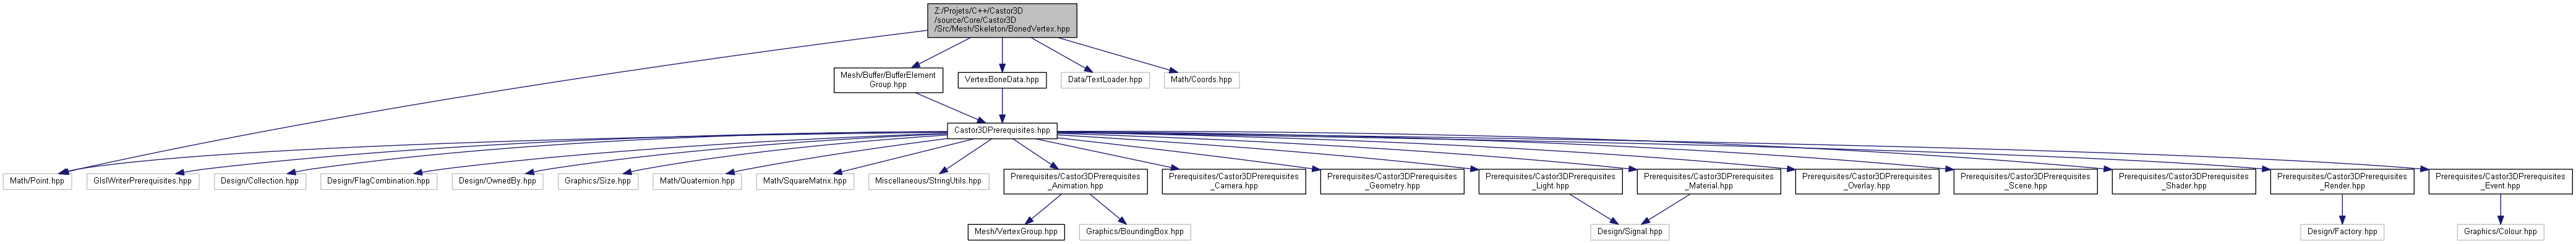 Z:/Projets/C++/Castor3D
/source/Core/Castor3D
/Src/Mesh/Skeleton/BonedVertex.hpp
Mesh/Buffer/BufferElement
Group.hpp
VertexBoneData.hpp
Data/TextLoader.hpp
Math/Coords.hpp
Castor3DPrerequisites.hpp
Math/Point.hpp
GlslWriterPrerequisites.hpp
Design/Collection.hpp
Design/FlagCombination.hpp
Design/OwnedBy.hpp
Graphics/Size.hpp
Math/Quaternion.hpp
Math/SquareMatrix.hpp
Miscellaneous/StringUtils.hpp
Prerequisites/Castor3DPrerequisites
_Animation.hpp
Prerequisites/Castor3DPrerequisites
_Camera.hpp
Prerequisites/Castor3DPrerequisites
_Geometry.hpp
Prerequisites/Castor3DPrerequisites
_Light.hpp
Prerequisites/Castor3DPrerequisites
_Material.hpp
Prerequisites/Castor3DPrerequisites
_Overlay.hpp
Prerequisites/Castor3DPrerequisites
_Scene.hpp
Prerequisites/Castor3DPrerequisites
_Shader.hpp
Prerequisites/Castor3DPrerequisites
_Render.hpp
Prerequisites/Castor3DPrerequisites
_Event.hpp
Mesh/VertexGroup.hpp
Graphics/BoundingBox.hpp
Design/Signal.hpp
Design/Factory.hpp
Graphics/Colour.hpp